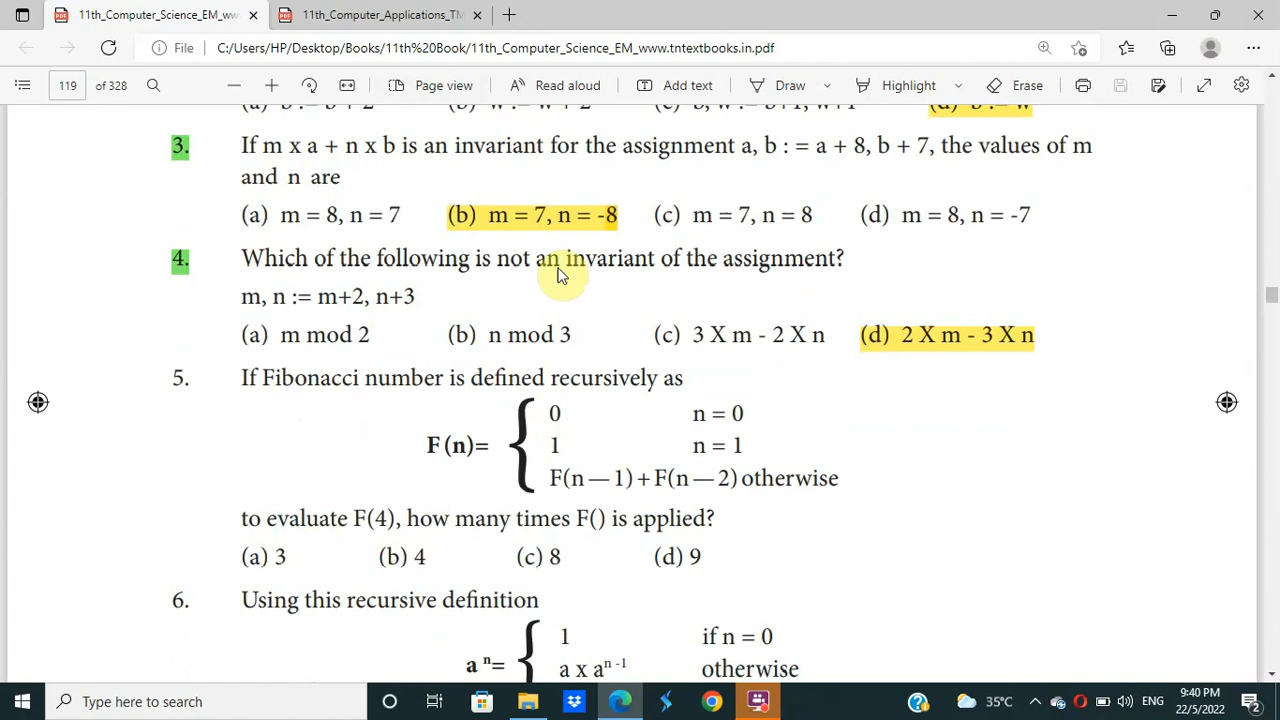 11th_Computer_Science_EM_ww
11th_Computer_Applications_TM
File
C:/Users/HP/Desktop/Books/11th%20Book/11th_Computer_Science_EM_www.tntextbooks.in.pdf
119 of 328
Page view
Read aloud
Add text
Draw
Highlight
Erase
3. If m x a + n x b is an invariant for the assignment a, b : = a + 8, b + 7, the values of m
and n are
(a) m = 8, n = 7 (b) m = 7, n = -8 (c) m = 7, n = 8 (d) m = 8, n = -7
4. Which of the following is not an invariant of the assignment?
m, n := m+2, n+3
(a) m mod 2 (b) n mod 3 (c) 3 X m - 2 X n (d) 2 X m - 3 X n
5. If Fibonacci number is defined recursively as
0 n = 0
F (n)= 1 n = 1
F(n — 1) + F(n — 2) otherwise
to evaluate F(4), how many times F() is applied?
(a) 3 (b) 4 (c) 8 (d) 9
6. Using this recursive definition
1 if n = 0
a n= a x a n -1 otherwise
Type here to search
35°C
ENG
9:40 PM
22/5/2022
2